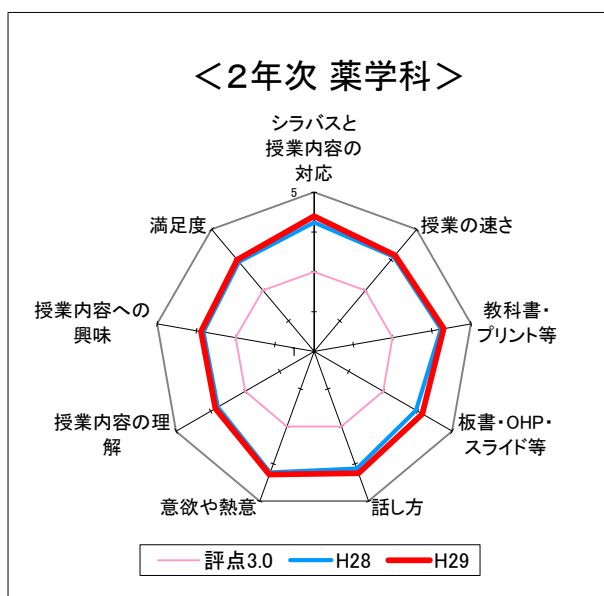 ＜２年次 薬学科＞
シラバスと
授業内容の
対応
5
授業の速さ
教科書・
プリント等
板書・OHP・
スライド等
話し方
意欲や熱意
授業内容の理
解
授業内容への
興味
満足度
1
評点3.0
H28
H29